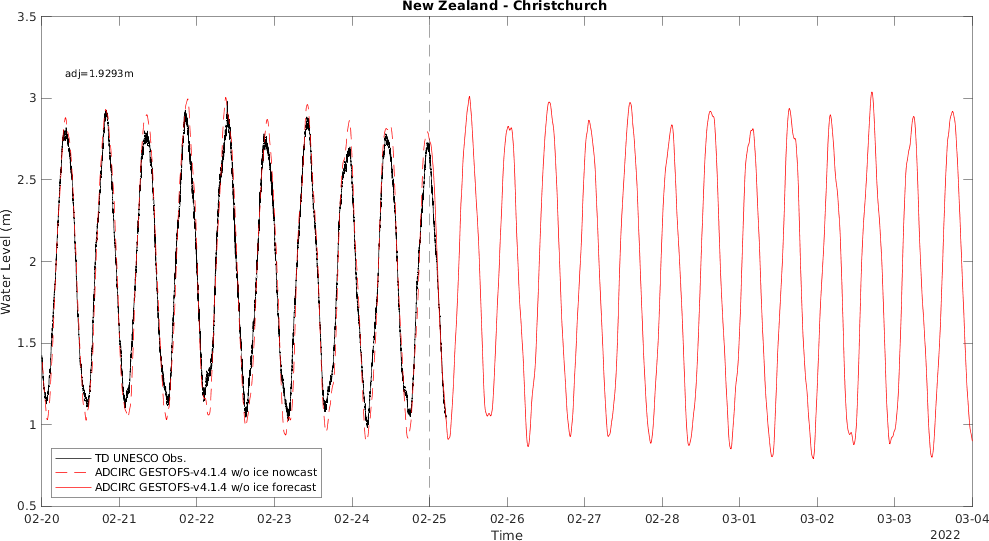 New Zealand - Christchurch
adj=1.9293m
3.5
3
2.5
2
1.5
1
0.5
Water Level (m)
TD UNESCO Obs.
ADCIRC GESTOFS-v4.1.4 w/o ice nowcast
ADCIRC GESTOFS-v4.1.4 w/o ice forecast
02-20 02-21 02-22 02-23 02-24 02-25 02-26 02-27 02-28 03-01 03-02 03-03 03-04
Time
2022